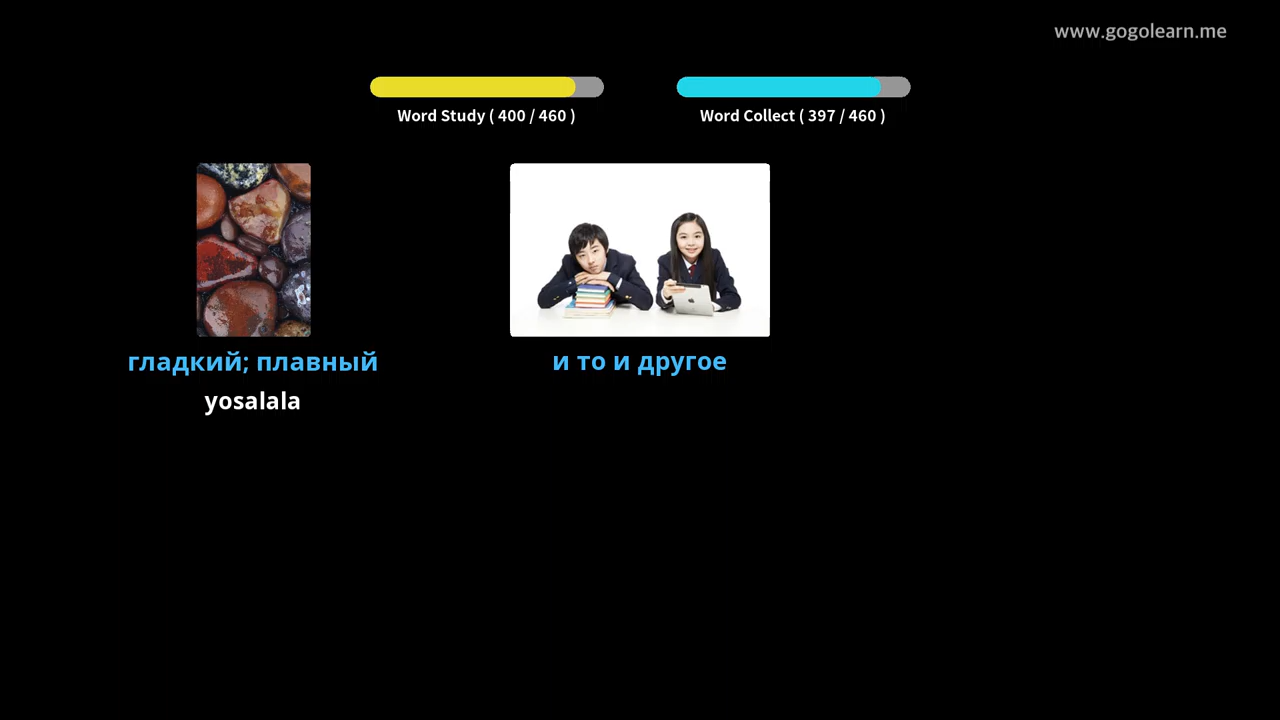 www.gogolearn.me
Word Study ( 400 / 460 )
Word Collect ( 397 / 460 )
гладкий; плавный
yosalala
и то и другое